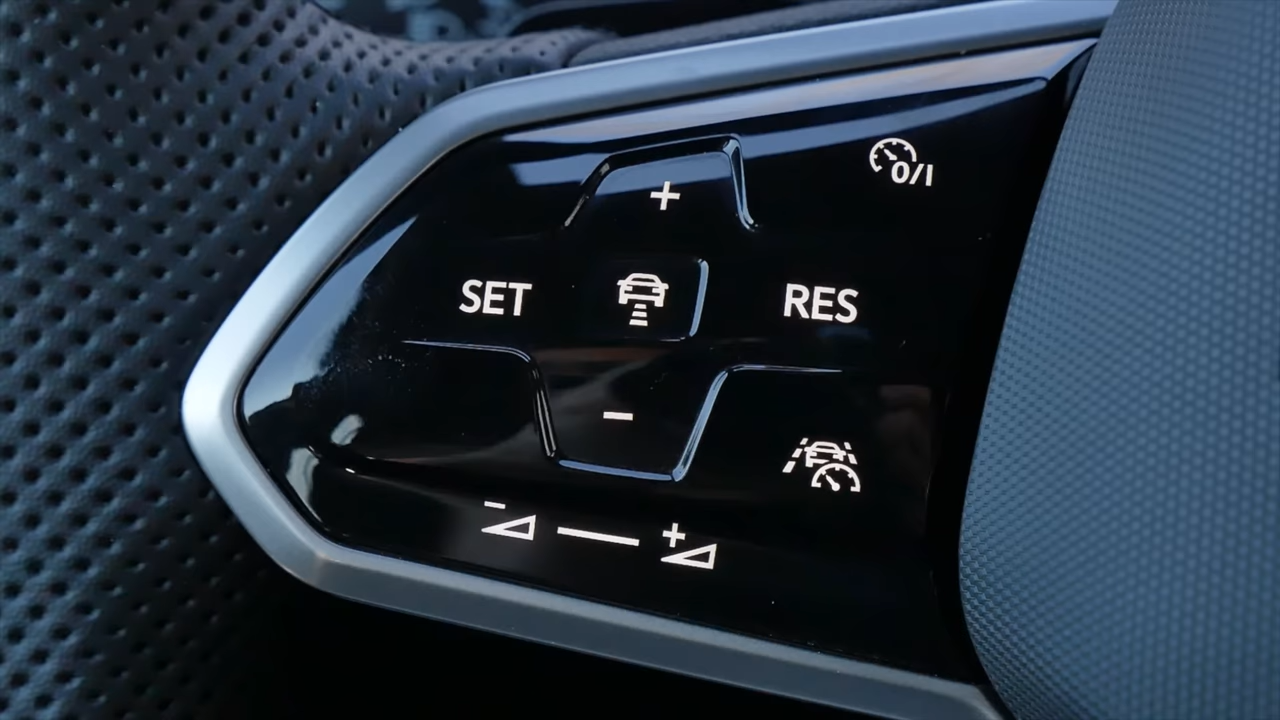 +
0/I
SET
RES
−
− +